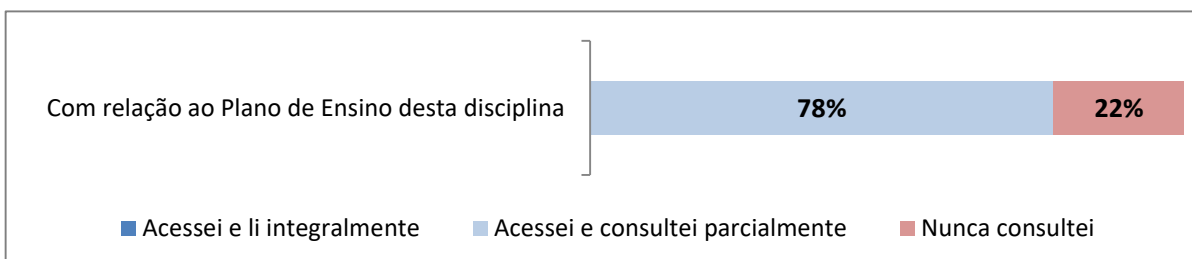 Com relação ao Plano de Ensino desta disciplina
78%
22%
Acessei e li integralmente
Acessei e consultei parcialmente
Nunca consultei